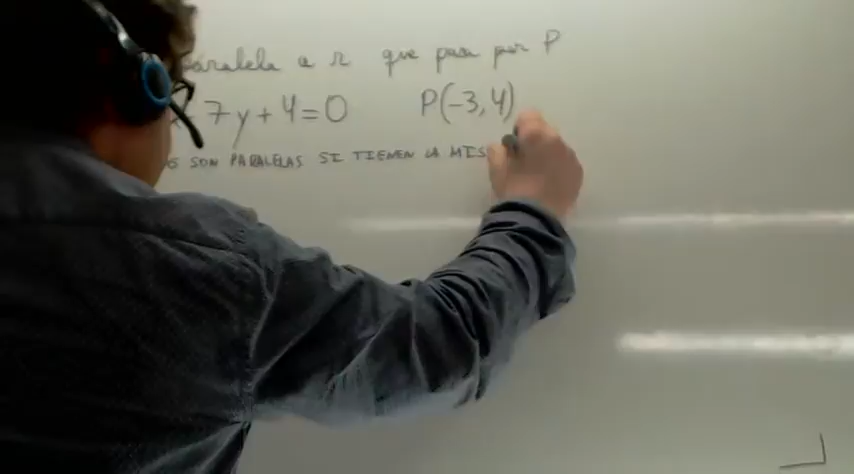 paralela a r que pasa por P
7y+4=0 P(-3,4)
SON PARALELAS SI TIENEN LA MIS